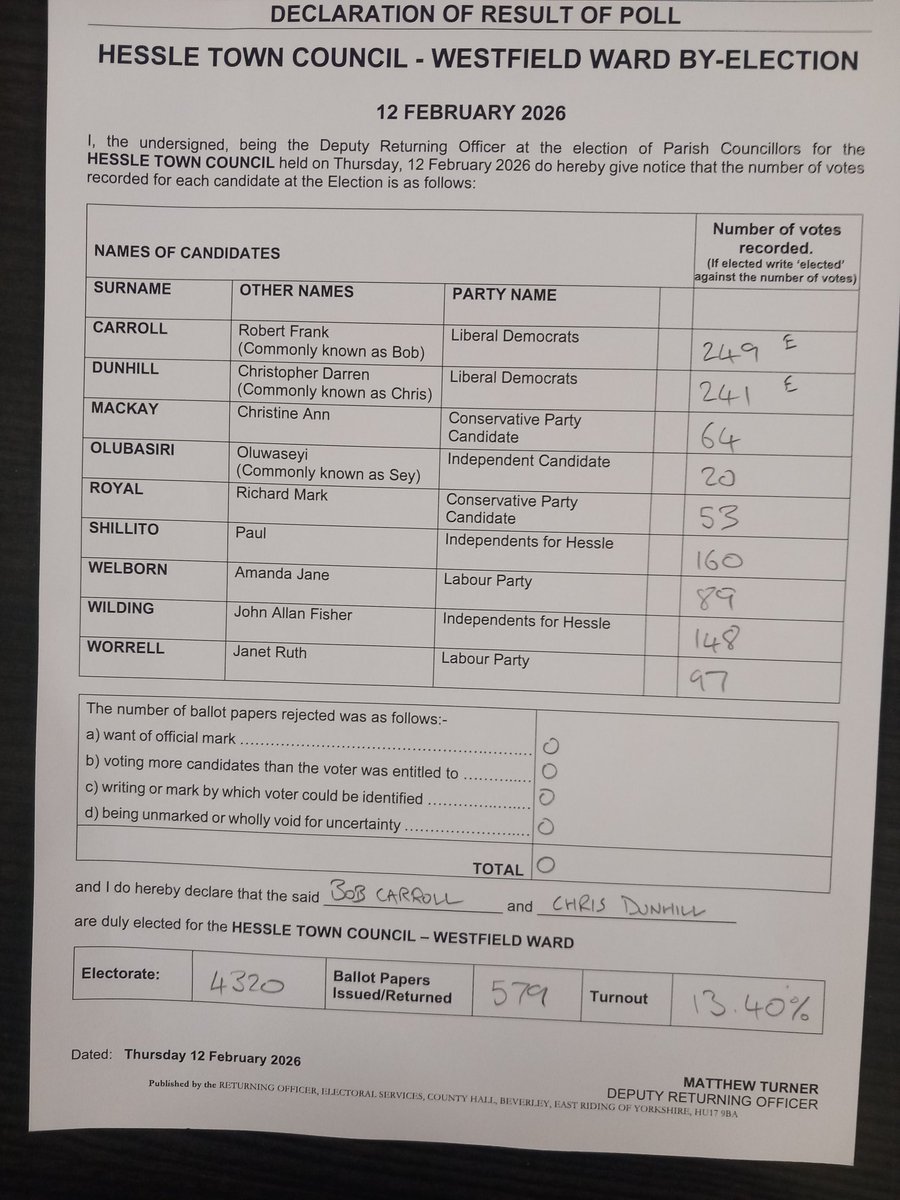 DECLARATION OF RESULT OF POLL
HESSLE TOWN COUNCIL - WESTFIELD WARD BY-ELECTION
12 FEBRUARY 2026
I, the undersigned, being the Deputy Returning Officer at the election of Parish Councillors for the
HESSLE TOWN COUNCIL held on Thursday, 12 February 2026 do hereby give notice that the number of votes
recorded for each candidate at the Election is as follows:
NAMES OF CANDIDATES
Number of votes
recorded.
(If elected write ‘elected’
against the number of votes)
SURNAME OTHER NAMES PARTY NAME
CARROLL Robert Frank Liberal Democrats 249 E
(Commonly known as Bob)
DUNHILL Christopher Darren Liberal Democrats 241 E
(Commonly known as Chris)
MACKAY Christine Ann Conservative Party 64
Candidate
OLUBASIRI Oluwaseyi Independent Candidate 20
(Commonly known as Sey)
ROYAL Richard Mark Conservative Party 53
Candidate
SHILLITO Paul Independents for Hessle 160
WELBORN Amanda Jane Labour Party 89
WILDING John Allan Fisher Independents for Hessle 148
WORRELL Janet Ruth Labour Party 97
The number of ballot papers rejected was as follows:-
a) want of official mark ........................................................ 0
b) voting more candidates than the voter was entitled to ............. 0
c) writing or mark by which voter could be identified .................... 0
d) being unmarked or wholly void for uncertainty ........................ 0
TOTAL 0
and I do hereby declare that the said BOB CARROLL and CHRIS DUNHILL
are duly elected for the HESSLE TOWN COUNCIL – WESTFIELD WARD
Electorate: 4320 Ballot Papers Issued/Returned 579 Turnout 13.40%
Dated: Thursday 12 February 2026
MATTHEW TURNER
DEPUTY RETURNING OFFICER
Published by the RETURNING OFFICER, ELECTORAL SERVICES, COUNTY HALL, BEVERLEY, EAST RIDING OF YORKSHIRE, HU17 9BA